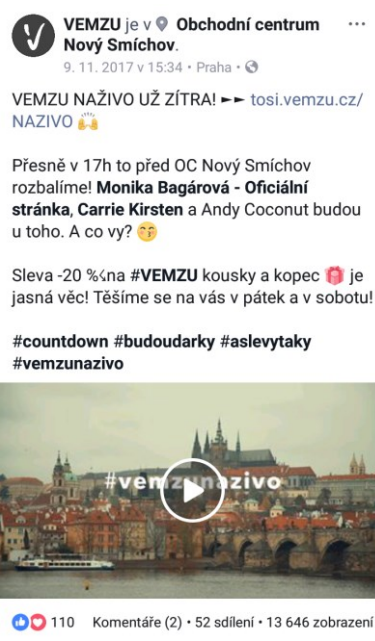 VEMZU je v Obchodní centrum
Nový Smíchov.
9. 11. 2017 v 15:34 • Praha •
VEMZU NAŽIVO UŽ ZÍTRA! ►► tosi.vemzu.cz/
NAZIVO 🙌
Přesně v 17h to před OC Nový Smíchov
rozbalíme! Monika Bagárová - Oficiální
stránka, Carrie Kirsten a Andy Coconut budou
u toho. A co vy? 😚
Sleva -20 %na #VEMZU kousky a kopec 🎁 je
jasná věc! Těšíme se na vás v pátek a v sobotu!
#countdown #budoudarky #aslevytaky
#vemzunazivo
#vemzunazivo
110 Komentáře (2) • 52 sdílení • 13 646 zobrazení